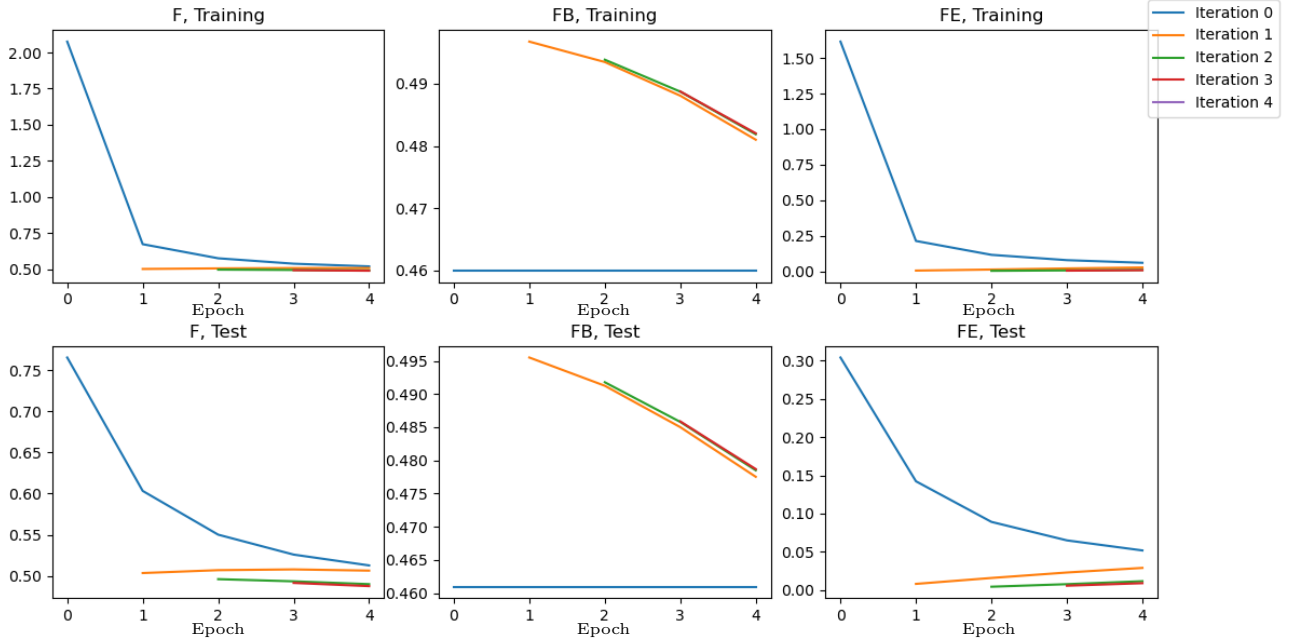 F, Training
FB, Training
FE, Training
Iteration 0
Iteration 1
Iteration 2
Iteration 3
Iteration 4
2.00
1.75
1.50
1.25
1.00
0.75
0.50
0 1 2 3 4
Epoch
0.49
0.48
0.47
0.46
0 1 2 3 4
Epoch
1.50
1.25
1.00
0.75
0.50
0.25
0.00
0 1 2 3 4
Epoch
F, Test
0.75
0.70
0.65
0.60
0.55
0.50
0 1 2 3 4
Epoch
FB, Test
0.495
0.490
0.485
0.480
0.475
0.470
0.465
0.460
0 1 2 3 4
Epoch
FE, Test
0.30
0.25
0.20
0.15
0.10
0.05
0.00
0 1 2 3 4
Epoch